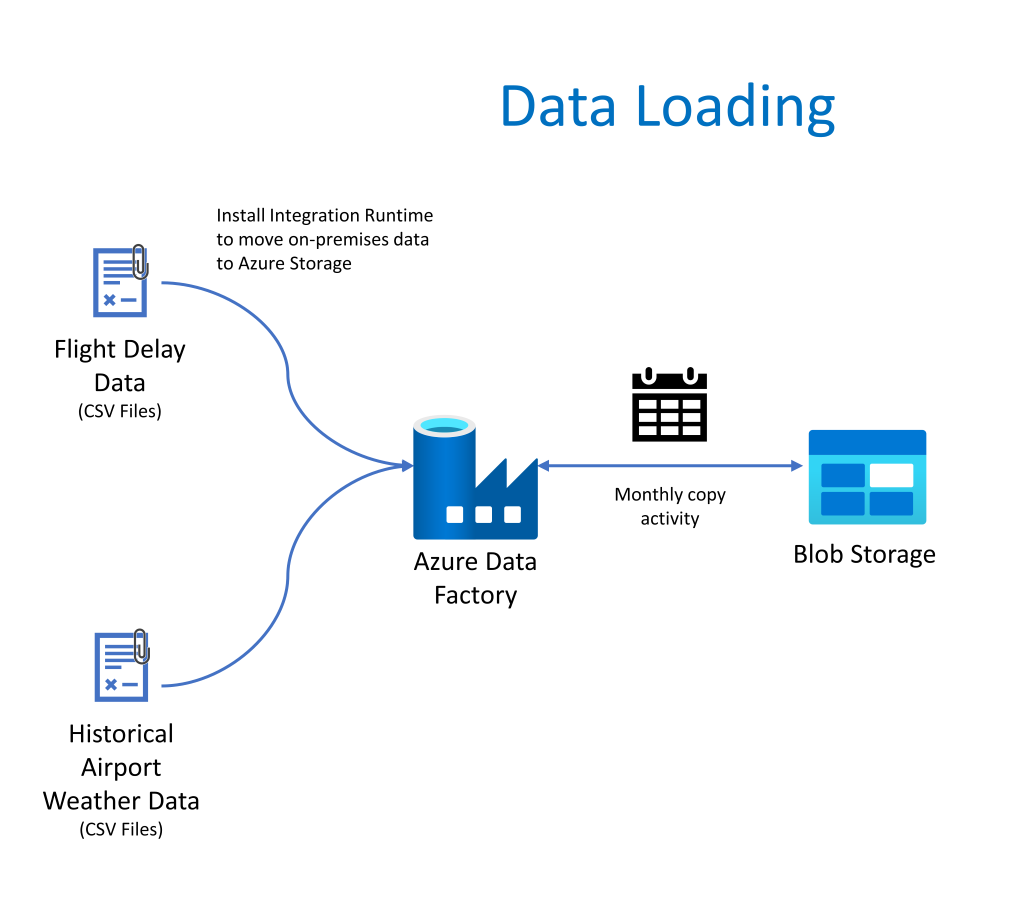 Data Loading
Install Integration Runtime
to move on-premises data
to Azure Storage
Flight Delay
Data
(CSV Files)
Monthly copy
activity
Azure Data
Factory
Blob Storage
Historical
Airport
Weather Data
(CSV Files)